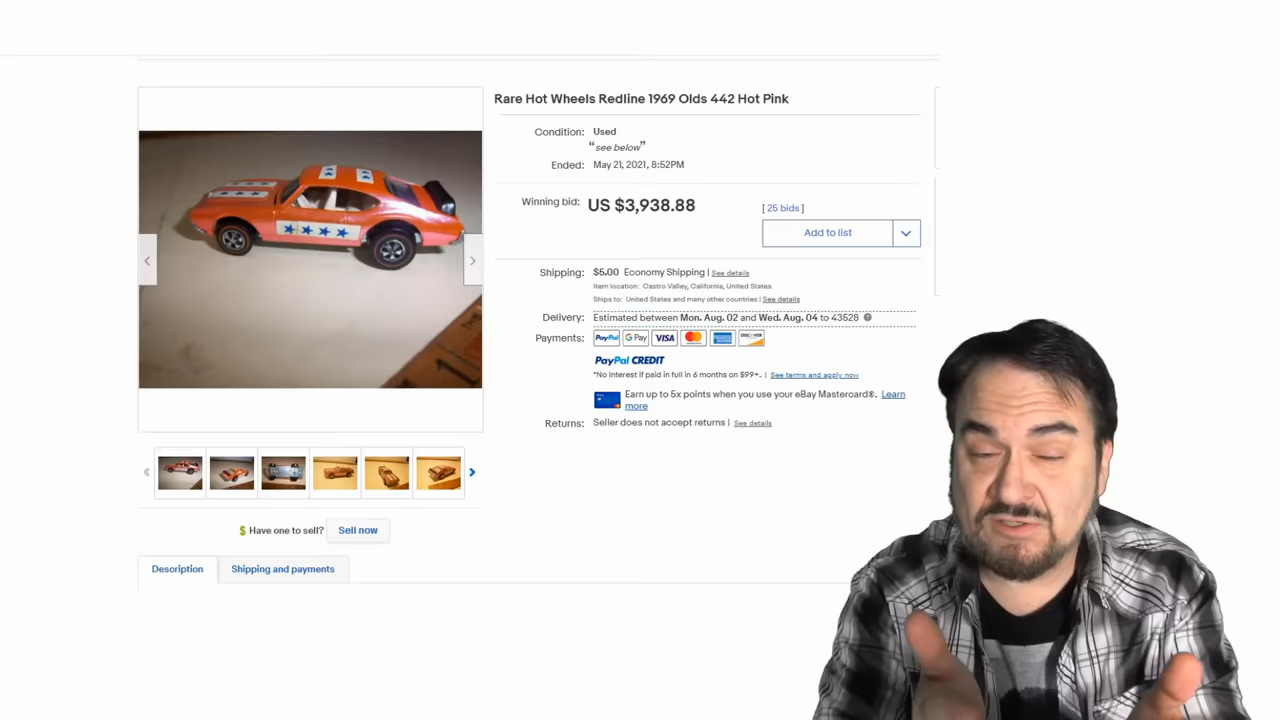 Rare Hot Wheels Redline 1969 Olds 442 Hot Pink
Condition: Used
“see below”
Ended: May 21, 2021, 8:52PM
Winning bid: US $3,938.88 [ 25 bids ]
Add to list
Shipping: $5.00 Economy Shipping | See details
Item location: Castro Valley, California, United States
Ships to: United States and many other countries | See details
Delivery: Estimated between Mon. Aug. 02 and Wed. Aug. 04 to 43528
Payments: PayPal G Pay VISA DISCOVER
PayPal CREDIT
*No Interest if paid in full in 6 months on $99+. | See terms and apply now
Earn up to 5x points when you use your eBay Mastercard®. Learn
more
Returns: Seller does not accept returns | See details
$ Have one to sell? Sell now
Description Shipping and payments